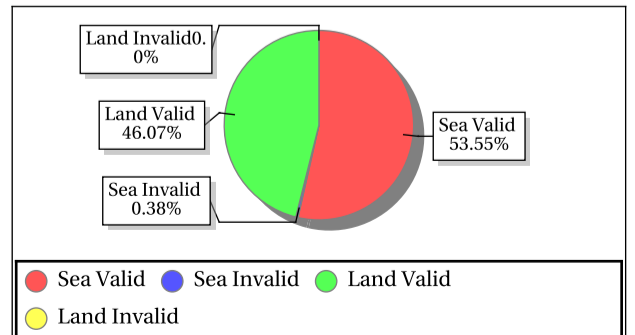 Land Invalid0.
0%
Land Valid
46.07%
Sea Valid
53.55%
Sea Invalid
0.38%
Sea Valid Sea Invalid Land Valid
Land Invalid